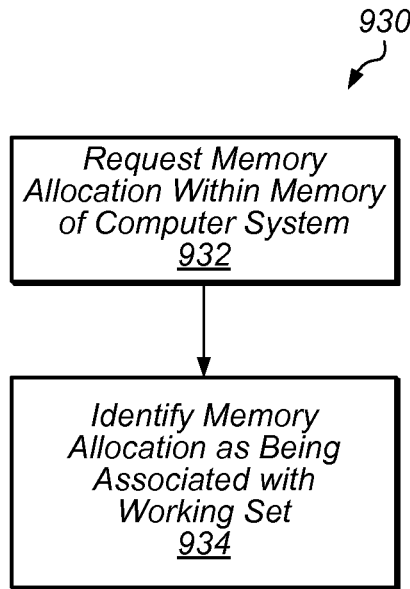 930
Request Memory
Allocation Within Memory
of Computer System
932
Identify Memory
Allocation as Being
Associated with
Working Set
934